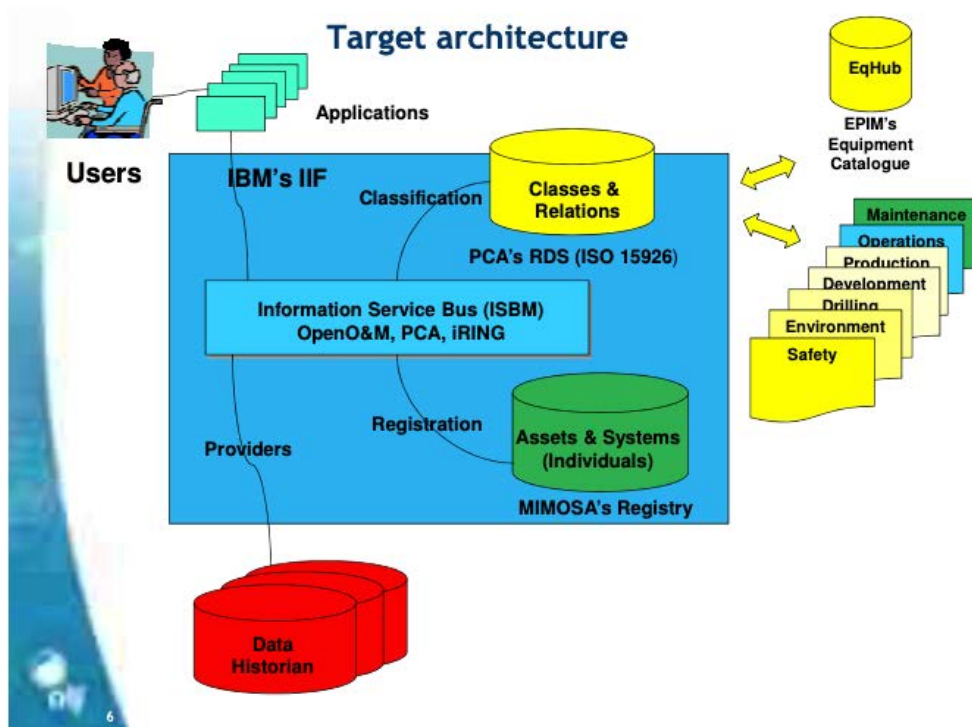 Target architecture
EqHub
Applications
EPIM's
Equipment
Catalogue
Users
IBM's IIF
Classification
Classes &
Relations
PCA's RDS (ISO 15926)
Maintenance
Operations
Production
Development
Drilling
Environment
Safety
Information Service Bus (ISBM)
OpenO&M, PCA, iRING
Registration
Providers
Assets & Systems
(Individuals)
MIMOSA's Registry
Data
Historian
6